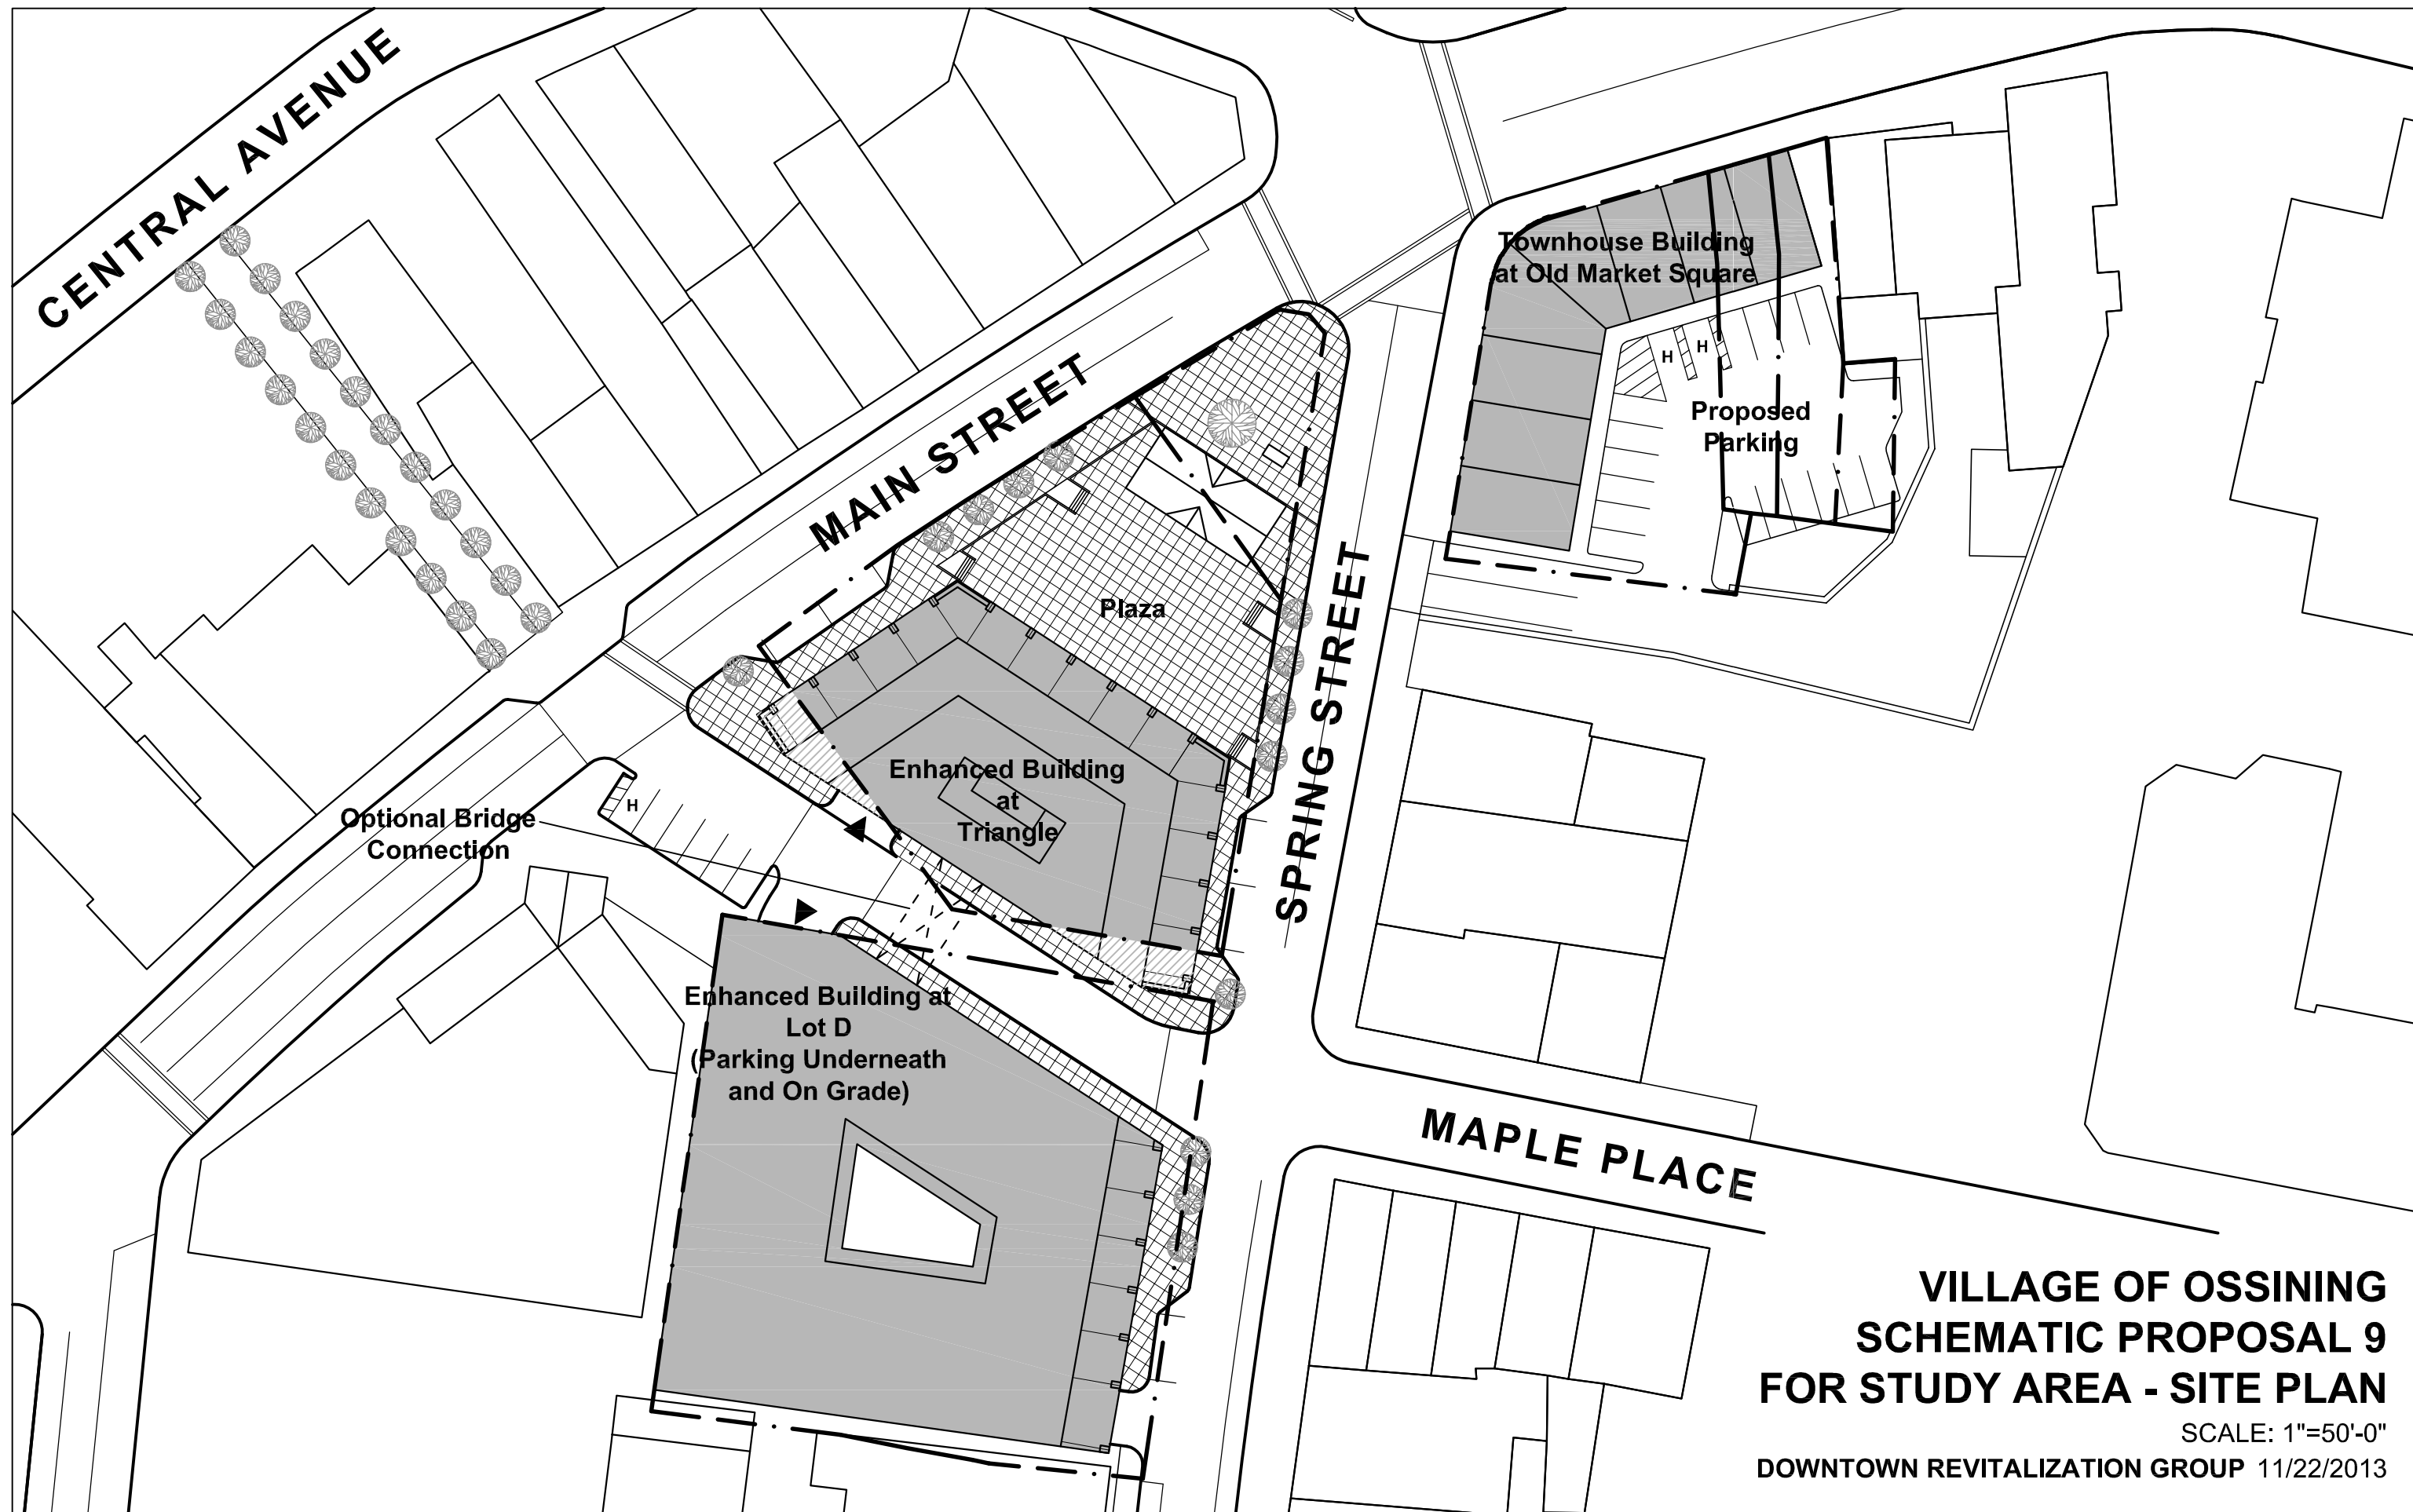 CENTRAL AVENUE
Townhouse Building
at Old Market Square
H
H
MAIN STREET
Proposed
Parking
Plaza
SPRING STREET
Enhanced Building
at
Triangle
H
Optional Bridge
Connection
Enhanced Building at
Lot D
(Parking Underneath
and On Grade)
MAPLE PLACE
VILLAGE OF OSSINING
SCHEMATIC PROPOSAL 9
FOR STUDY AREA - SITE PLAN
SCALE: 1"=50'-0"
DOWNTOWN REVITALIZATION GROUP 11/22/2013